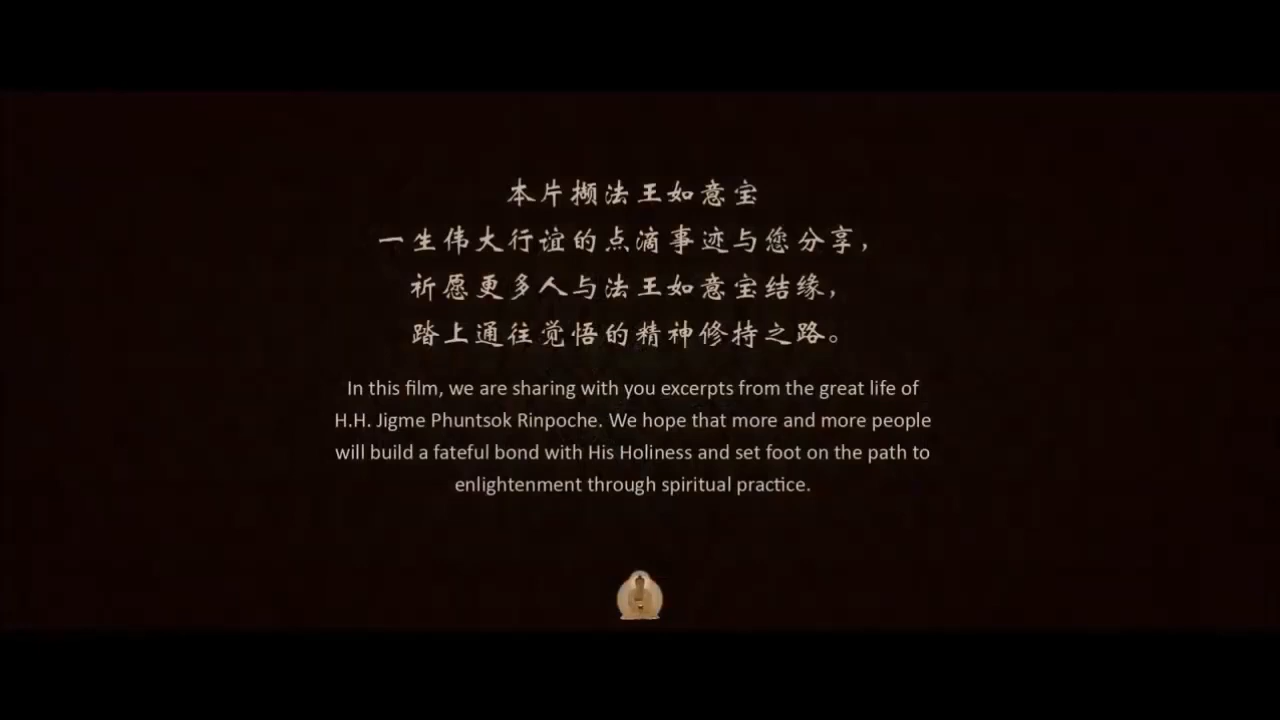 本片撷法王如意宝
一生伟大行谊的点滴事迹与您分享，
祈愿更多人与法王如意宝结缘，
踏上通往觉悟的精神修持之路。
In this film, we are sharing with you excerpts from the great life of
H.H. Jigme Phuntsok Rinpoche. We hope that more and more people
will build a fateful bond with His Holiness and set foot on the path to
enlightenment through spiritual practice.